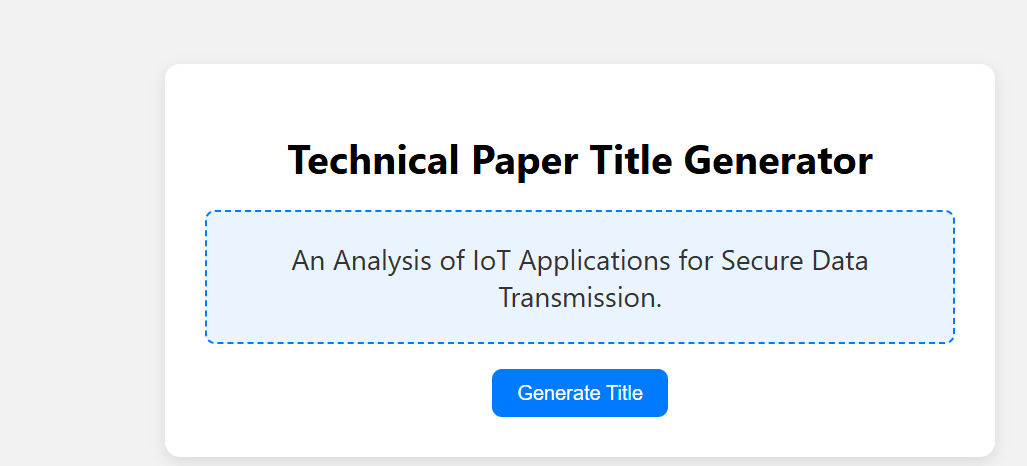 Technical Paper Title Generator
An Analysis of IoT Applications for Secure Data
Transmission.
Generate Title